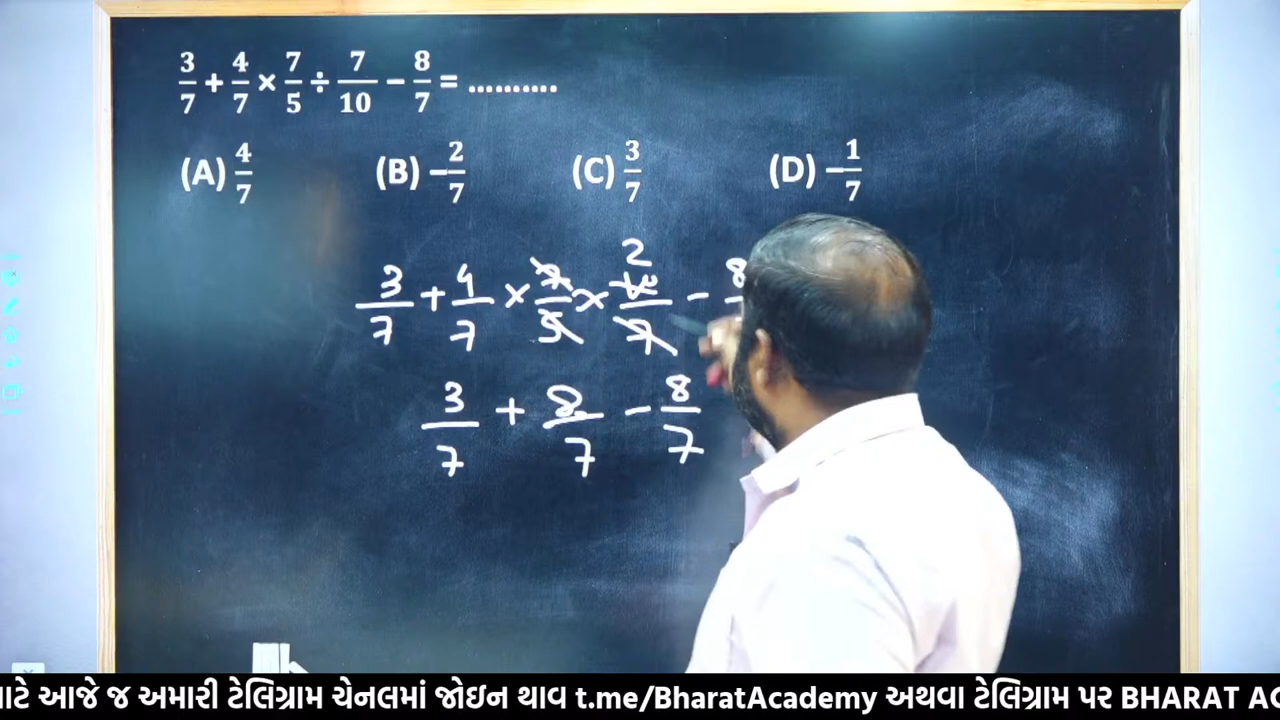 3/7 + 4/7 × 7/5 ÷ 7/10 − 8/7 = ..........
(A) 4/7 (B) −2/7 (C) 3/7 (D) −1/7
2
3/7 + 4/7 × 7/5 × 10/7 − 8
3/7 + 8/7 − 8/7
આજે જ અમારી ટેલિગ્રામ ચેનલમાં જોઇન થાવ t.me/BharatAcademy અથવા ટેલિગ્રામ પર BHARAT